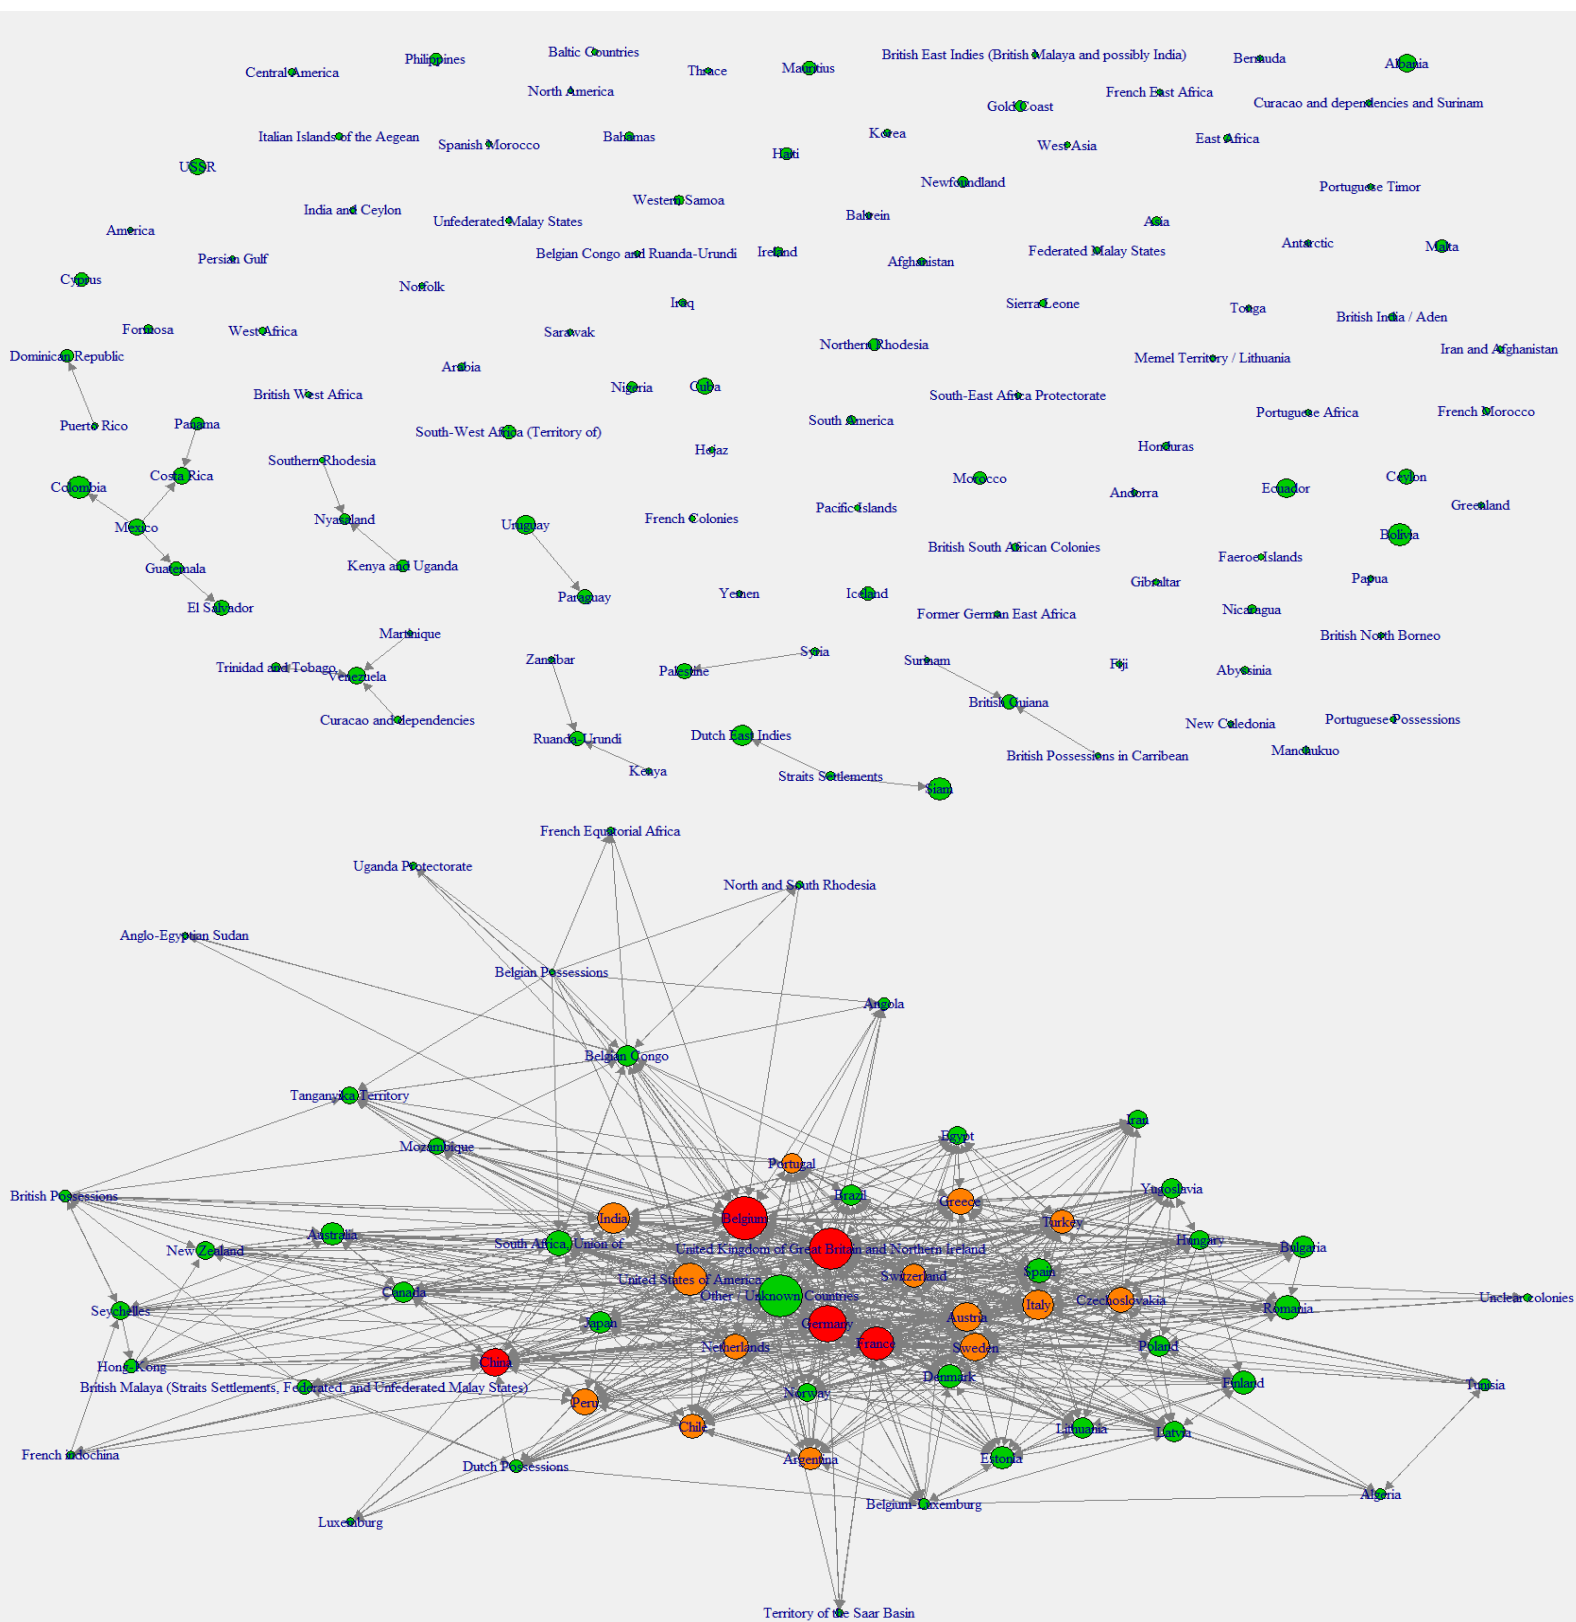 Baltic Countries
British East Indies (British Malaya and possibly India)
Bermuda
Philippines
Albania
Central America
Thrace
Mauritius
North America
French East Africa
Curacao and dependencies and Surinam
Gold Coast
Italian Islands of the Aegean
Spanish Morocco
Bahamas
Korea
West Asia
East Africa
USSR
Haiti
Newfoundland
Portuguese Timor
Western Samoa
India and Ceylon
Unfederated Malay States
Bahrein
Asia
America
Persian Gulf
Belgian Congo and Ruanda-Urundi
Ireland
Afghanistan
Federated Malay States
Antarctic
Malta
Cyprus
Norfolk
Iraq
Sierra Leone
Tonga
British India / Aden
Formosa
West Africa
Sarawak
Northern Rhodesia
Memel Territory / Lithuania
Iran and Afghanistan
Dominican Republic
Arabia
British West Africa
Nigeria
Cuba
South-East Africa Protectorate
Portuguese Africa
French Morocco
Puerto Rico
Panama
South-West Africa (Territory of)
South America
Hejaz
Honduras
Southern Rhodesia
Colombia
Costa Rica
Morocco
Andorra
Ecuador
Ceylon
Greenland
Mexico
Nyasaland
Uruguay
French Colonies
Pacific Islands
British South African Colonies
Bolivia
Faeroe Islands
Guatemala
Kenya and Uganda
Gibraltar
Papua
El Salvador
Paraguay
Yemen
Iceland
Former German East Africa
Nicaragua
Martinique
British North Borneo
Trinidad and Tobago
Venezuela
Zanzibar
Palestine
Syria
Surinam
Fiji
Abyssinia
British Guiana
Curacao and dependencies
New Caledonia
Portuguese Possessions
Ruanda-Urundi
Dutch East Indies
British Possessions in Carribean
Manchukuo
Kenya
Straits Settlements
Siam
French Equatorial Africa
Uganda Protectorate
North and South Rhodesia
Anglo-Egyptian Sudan
Belgian Possessions
Angola
Belgian Congo
Tanganyika Territory
Iran
Mozambique
Egypt
Portugal
British Possessions
Brazil
Greece
Yugoslavia
India
Belgium
Turkey
Australia
South Africa, Union of
New Zealand
United Kingdom of Great Britain and Northern Ireland
Hungary
Bulgaria
United States of America
Switzerland
Spain
Canada
Other
Unknown Countries
Czechoslovakia
Unclear colonies
Seychelles
Italy
Romania
Japan
Germany
Austria
Netherlands
France
Sweden
Poland
China
Hong-Kong
British Malaya (Straits Settlements, Federated, and Unfederated Malay States)
Norway
Denmark
Finland
Tunisia
Peru
Chile
Lithuania
Latvia
French indochina
Dutch Possessions
Argentina
Estonia
Algeria
Belgium-Luxemburg
Luxemburg
Territory of the Saar Basin